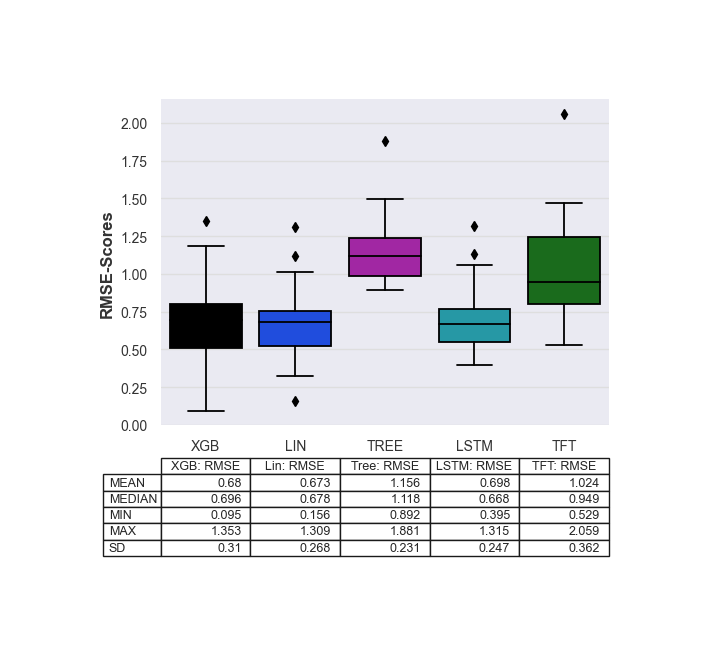 RMSE-Scores
2.00
1.75
1.50
1.25
1.00
0.75
0.50
0.25
0.00
XGB LIN TREE LSTM TFT
XGB: RMSE Lin: RMSE Tree: RMSE LSTM: RMSE TFT: RMSE
MEAN 0.68 0.673 1.156 0.698 1.024
MEDIAN 0.696 0.678 1.118 0.668 0.949
MIN 0.095 0.156 0.892 0.395 0.529
MAX 1.353 1.309 1.881 1.315 2.059
SD 0.31 0.268 0.231 0.247 0.362